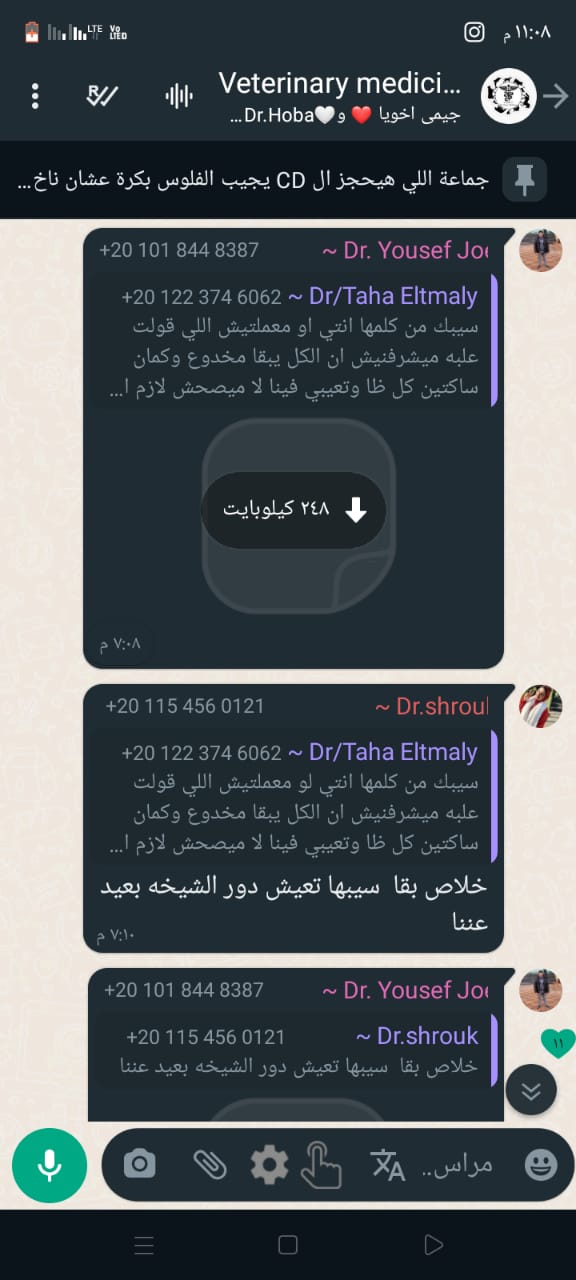 ١١:٠٨ م
LTE
Vo LTED
Veterinary medici...
جيمى اخويا ❤️ و🤍Dr.Hoba...
جماعة اللي هيحجز ال CD يجيب الفلوس بكرة عشان ناخ...
+20 101 844 8387 ~ Dr. Yousef Joe
+20 122 374 6062 ~ Dr/Taha Eltmaly
سيبك من كلمها انتي او معملتيش اللي قولت
علبه ميشرفنيش ان الكل يبقا مخدوع وكمان
ساكتين كل ظا وتعيبي فينا لا ميصحش لازم ا...
٢٤٨ كيلوبايت
٧:٠٨ م
+20 115 456 0121 ~ Dr.shrouk
+20 122 374 6062 ~ Dr/Taha Eltmaly
سيبك من كلمها انتي لو معملتيش اللي قولت
علبه ميشرفنيش ان الكل يبقا مخدوع وكمان
ساكتين كل ظا وتعيبي فينا لا ميصحش لازم ا...
خلاص بقا سيبها تعيش دور الشيخه بعيد
عننا
٧:١٠ م
+20 101 844 8387 ~ Dr. Yousef Joe
+20 115 456 0121 ~ Dr.shrouk
خلاص بقا سيبها تعيش دور الشيخه بعيد عننا
١١
مراس..